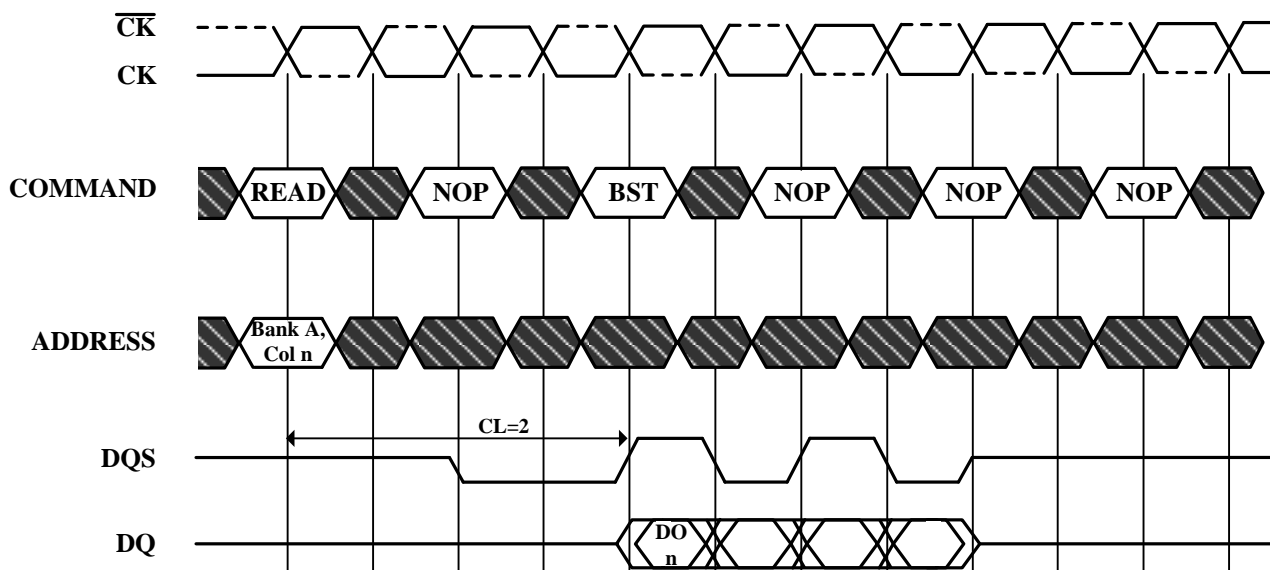 CK
CK
COMMAND READ NOP BST NOP NOP NOP
ADDRESS Bank A,
Col n
CL=2
DQS
DQ DO
n